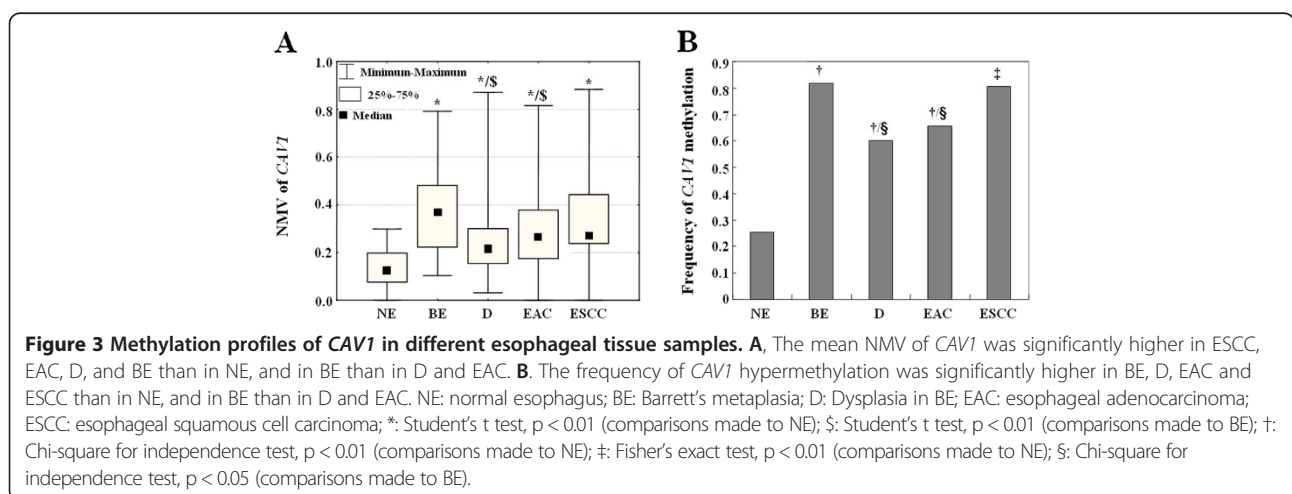 A
NMV of CAV1
1.0
0.8
0.6
0.4
0.2
0.0
Minimum-Maximum
25%-75%
Median
*
*/$
*/$
*
NE BE D EAC ESCC
B
Frequency of CAV1 methylation
0.9
0.8
0.7
0.6
0.5
0.4
0.3
0.2
0.1
0
†
†/§
†/§
‡
NE BE D EAC ESCC
Figure 3 Methylation profiles of CAV1 in different esophageal tissue samples. A, The mean NMV of CAV1 was significantly higher in ESCC,
EAC, D, and BE than in NE, and in BE than in D and EAC. B. The frequency of CAV1 hypermethylation was significantly higher in BE, D, EAC and
ESCC than in NE, and in BE than in D and EAC. NE: normal esophagus; BE: Barrett's metaplasia; D: Dysplasia in BE; EAC: esophageal adenocarcinoma;
ESCC: esophageal squamous cell carcinoma; *: Student's t test, p < 0.01 (comparisons made to NE); $: Student's t test, p < 0.01 (comparisons made to BE); †:
Chi-square for independence test, p < 0.01 (comparisons made to NE); ‡: Fisher's exact test, p < 0.01 (comparisons made to NE); §: Chi-square for
independence test, p < 0.05 (comparisons made to BE).